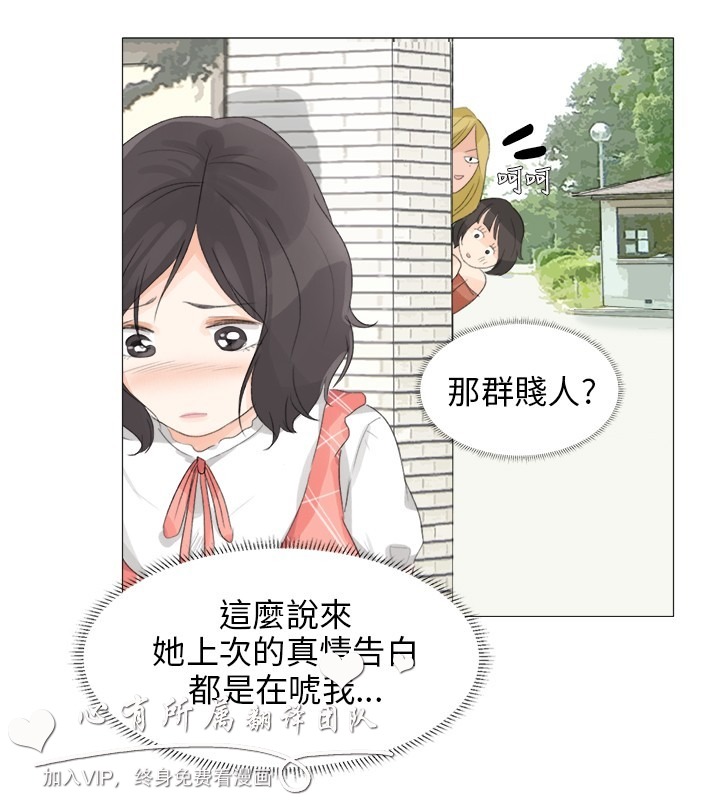 呵呵
那群賤人?
這麼說來
她上次的真情告白
都是在唬我...
心有所属翻译团队
加入VIP，终身免费看漫画